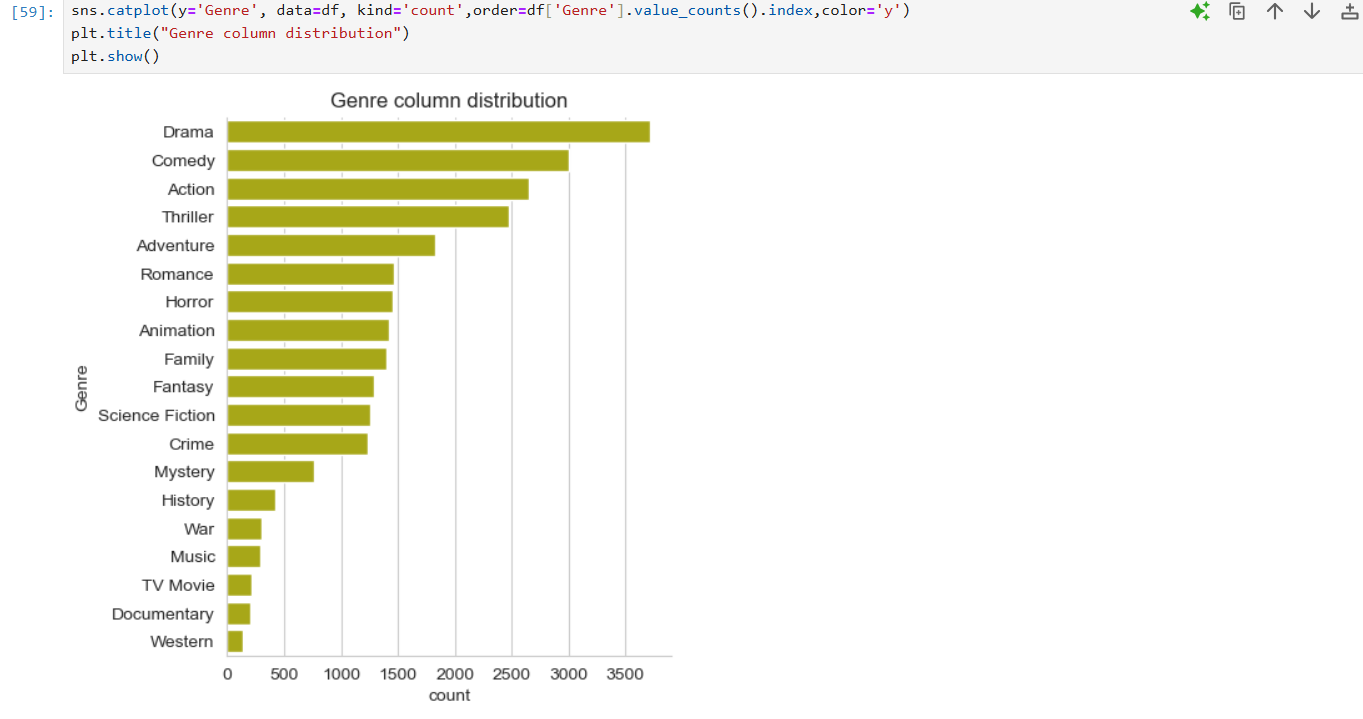 [59]: sns.catplot(y='Genre', data=df, kind='count',order=df['Genre'].value_counts().index,color='y')
plt.title("Genre column distribution")
plt.show()
Genre column distribution
Drama
Comedy
Action
Thriller
Adventure
Romance
Horror
Animation
Family
Fantasy
Science Fiction
Crime
Mystery
History
War
Music
TV Movie
Documentary
Western
Genre
0 500 1000 1500 2000 2500 3000 3500
count